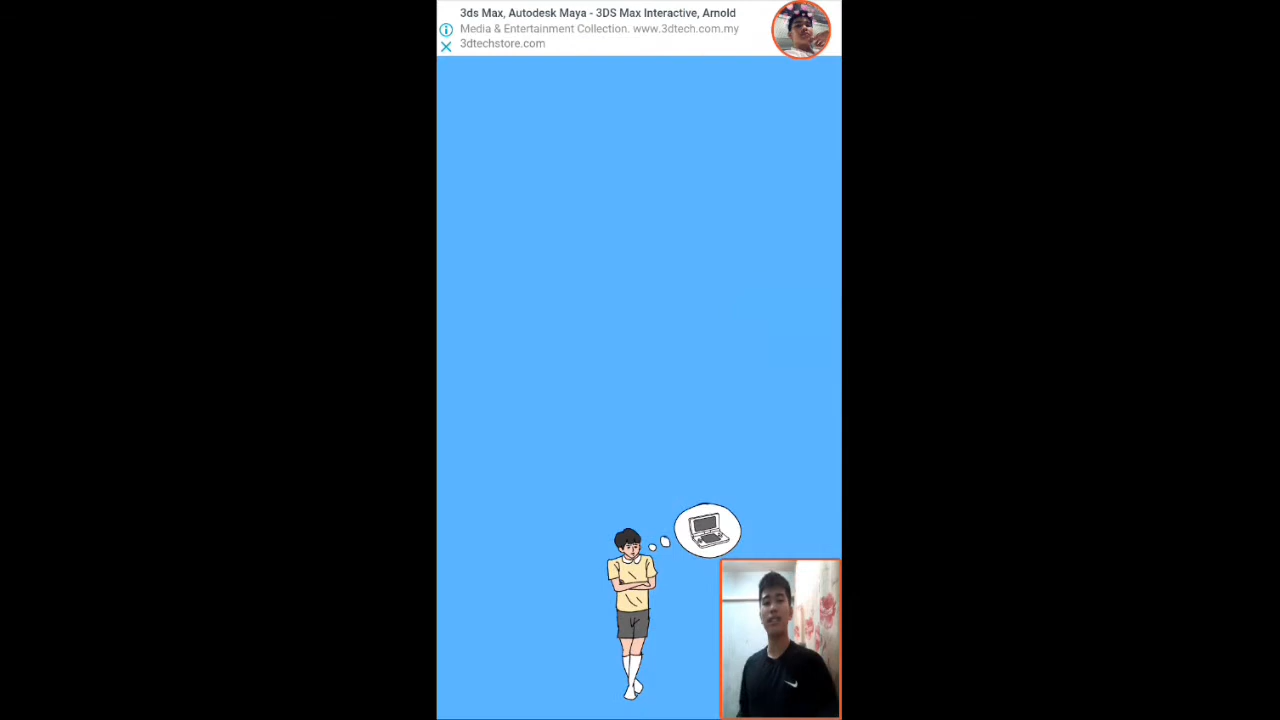 3ds Max, Autodesk Maya - 3DS Max Interactive, Arnold
Media & Entertainment Collection. www.3dtech.com.my
3dtechstore.com